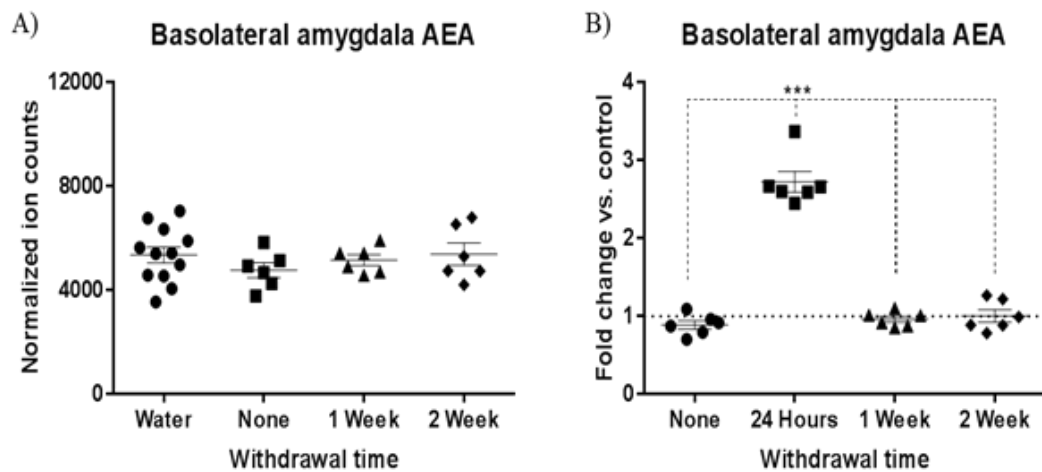 A)
Basolateral amygdala AEA
Normalized ion counts
12000
8000
4000
0
Water None 1 Week 2 Week
Withdrawal time
B)
Basolateral amygdala AEA
Fold change vs. control
4
3
2
1
0
***
None 24 Hours 1 Week 2 Week
Withdrawal time